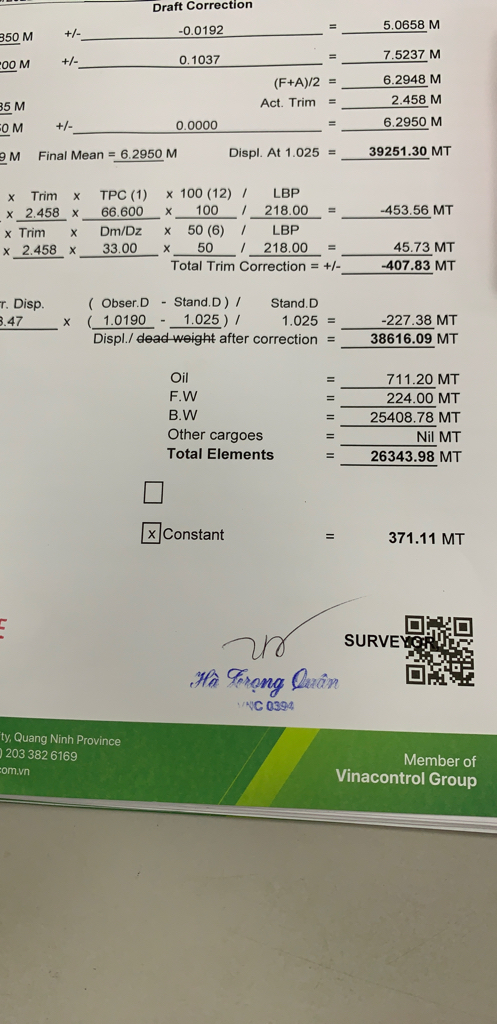 Draft Correction
850 M +/- -0.0192 = 5.0658 M
00 M +/- 0.1037 = 7.5237 M
(F+A)/2 = 6.2948 M
35 M Act. Trim = 2.458 M
0 M +/- 0.0000 = 6.2950 M
9 M Final Mean = 6.2950 M Displ. At 1.025 = 39251.30 MT
x Trim x TPC (1) x 100 (12) / LBP
x 2.458 x 66.600 x 100 / 218.00 = -453.56 MT
x Trim x Dm/Dz x 50 (6) / LBP
x 2.458 x 33.00 x 50 / 218.00 = 45.73 MT
Total Trim Correction = +/- -407.83 MT
r. Disp. ( Obser.D - Stand.D ) / Stand.D
3.47 x ( 1.0190 - 1.025 ) / 1.025 = -227.38 MT
Displ./ dead weight after correction = 38616.09 MT
Oil = 711.20 MT
F.W = 224.00 MT
B.W = 25408.78 MT
Other cargoes = Nil MT
Total Elements = 26343.98 MT
x Constant = 371.11 MT
SURVEYOR
Hà Trọng Quân
VNC 0394
ty, Quang Ninh Province
) 203 382 6169
com.vn
Member of
Vinacontrol Group